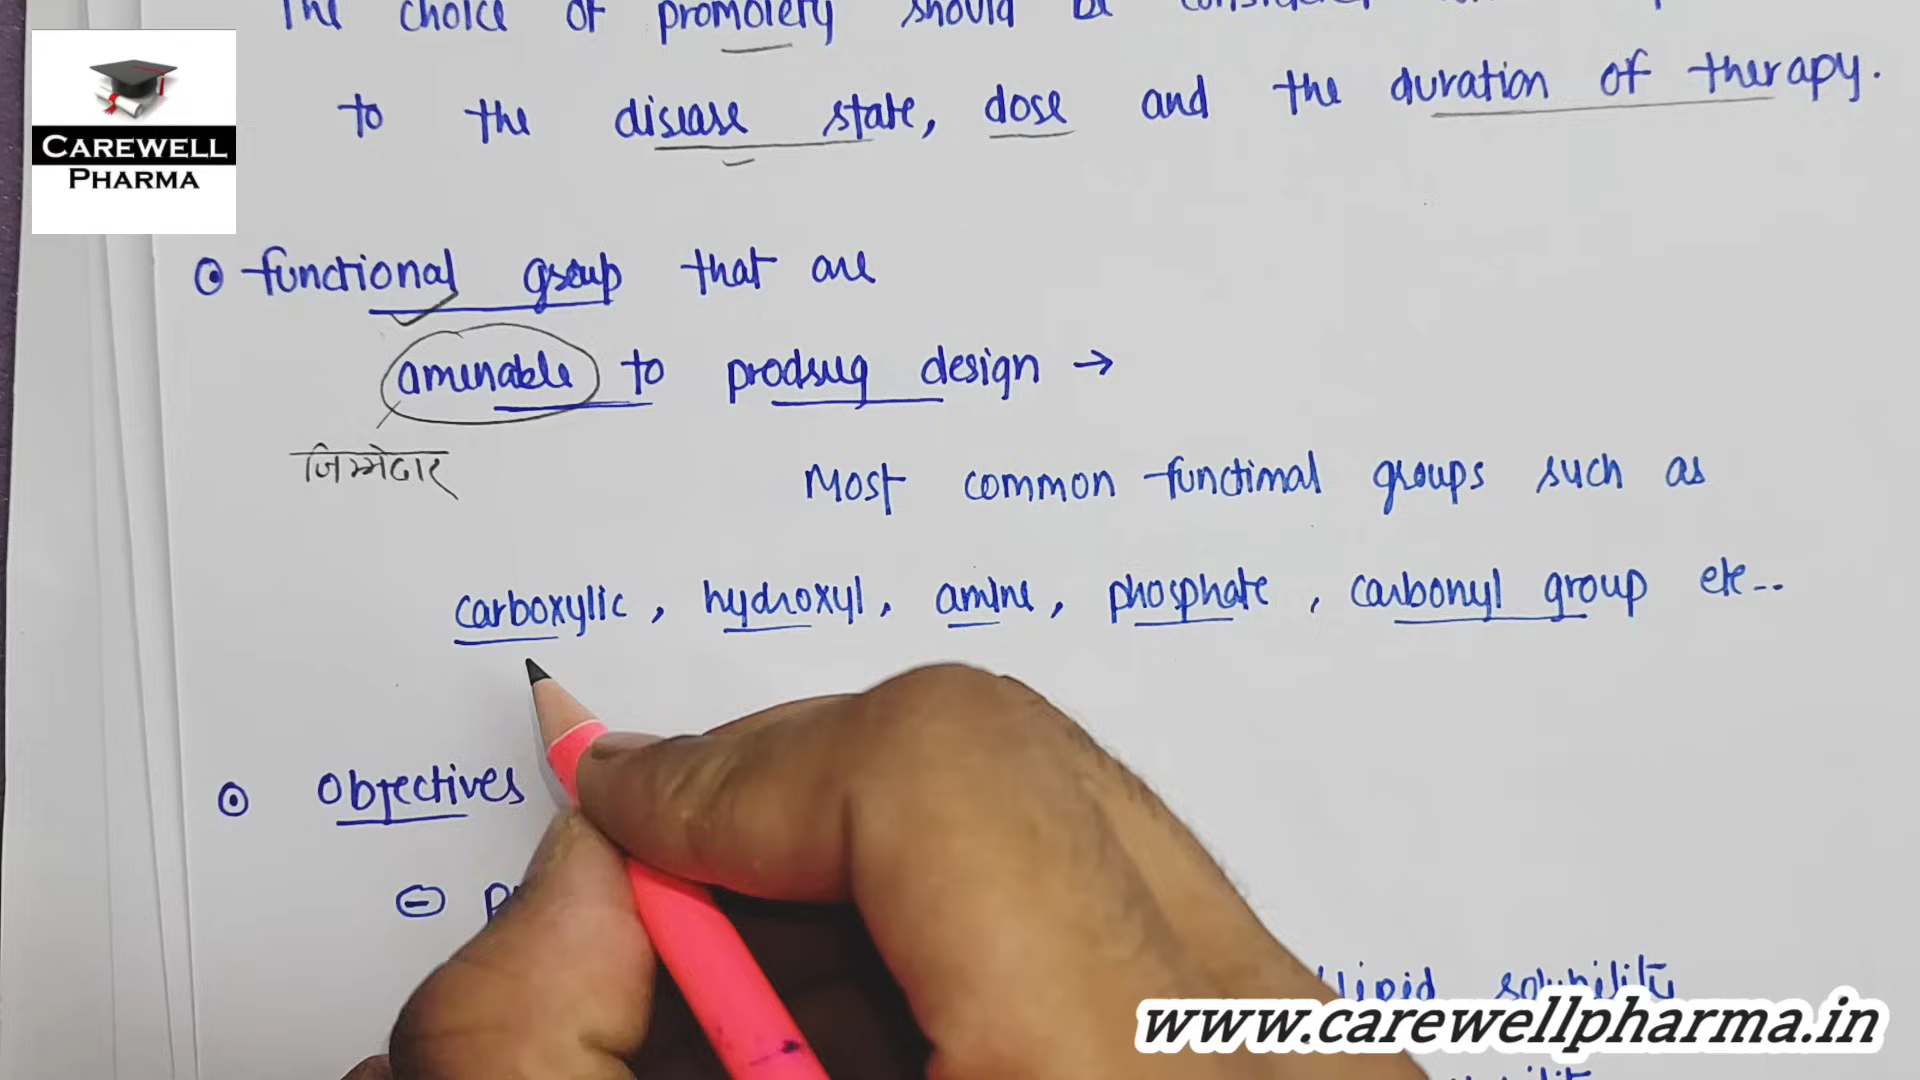 The choice of promoiety should be
to the disease state, dose and the duration of therapy.
CAREWELL
PHARMA
functional group that are
amenable to prodrug design →
जिम्मेदार
Most common functional groups such as
carboxylic, hydroxyl, amine, phosphate, carbonyl group etc..
Objectives
lipid solubility
www.carewellpharma.in